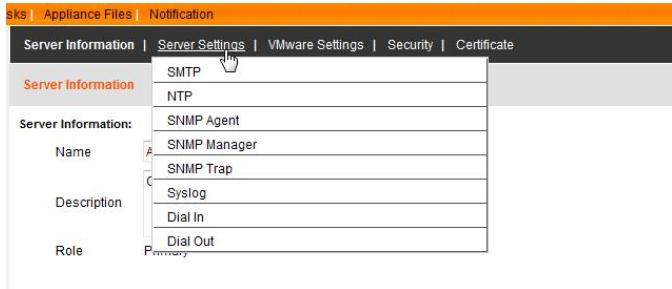 sks | Appliance Files | Notification
Server Information | Server Settings | VMware Settings | Security | Certificate
SMTP
Server Information
NTP
Server Information:
SNMP Agent
Name A
SNMP Manager
SNMP Trap
Description
Syslog
Dial In
Role
Dial Out